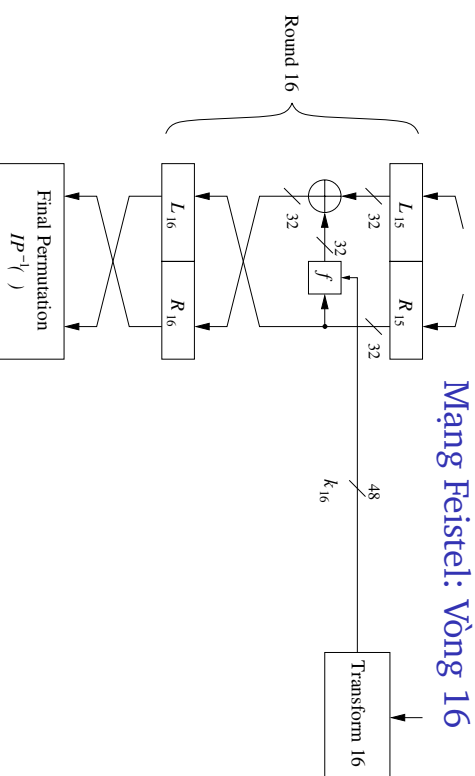 Mạng Feistel: Vòng 16
L15
R15
32
32
Transform 16
48
k16
f
32
32
Round 16
L16
R16
Final Permutation
IP⁻¹( )